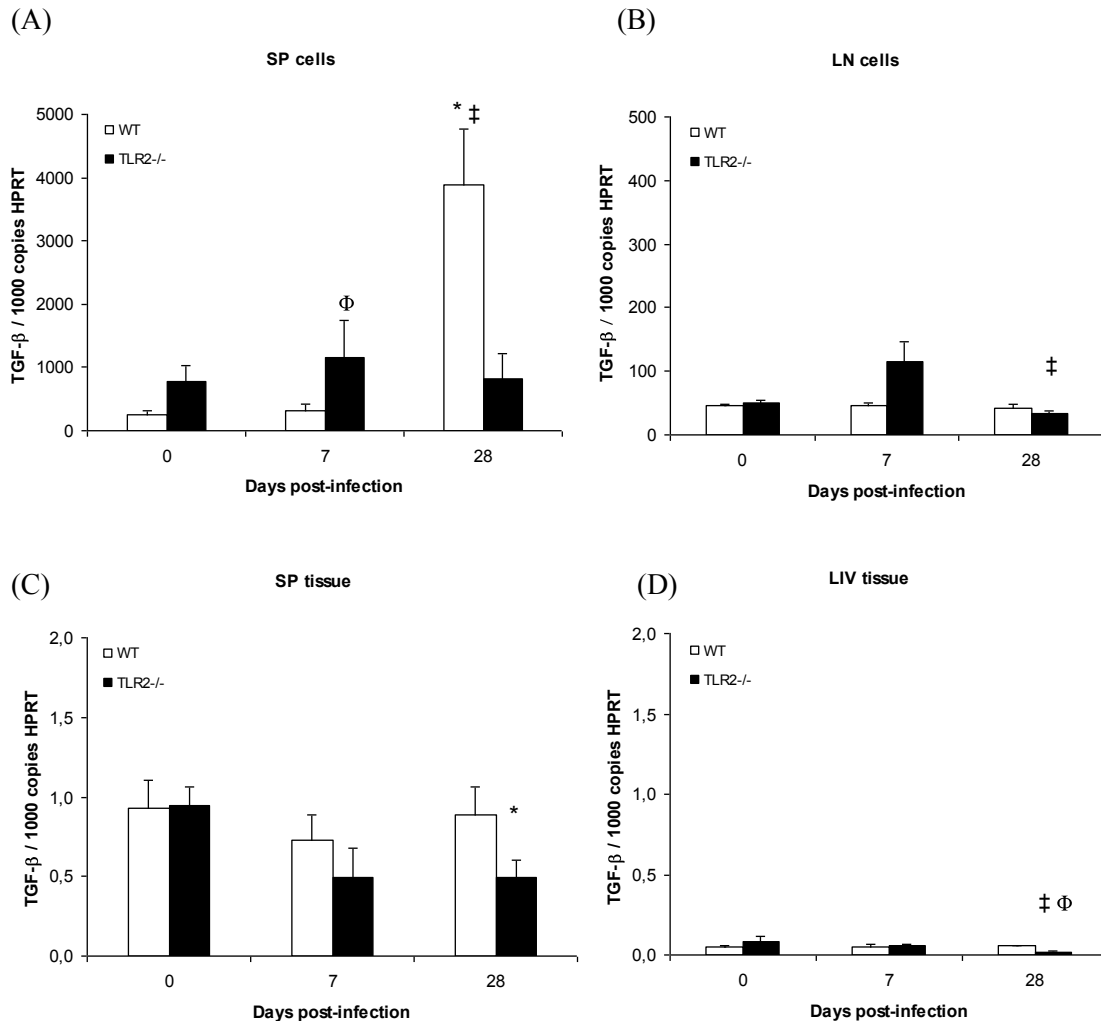 (A)
SP cells
TGF-β / 1000 copies HPRT
5000
4000
3000
2000
1000
0
WT
TLR2-/-
Φ
* ‡
0 7 28
Days post-infection
(B)
LN cells
TGF-β / 1000 copies HPRT
500
400
300
200
100
0
WT
TLR2-/-
‡
0 7 28
Days post-infection
(C)
SP tissue
TGF-β / 1000 copies HPRT
2,0
1,5
1,0
0,5
0,0
WT
TLR2-/-
*
0 7 28
Days post-infection
(D)
LIV tissue
TGF-β / 1000 copies HPRT
2,0
1,5
1,0
0,5
0,0
WT
TLR2-/-
‡ Φ
0 7 28
Days post-infection